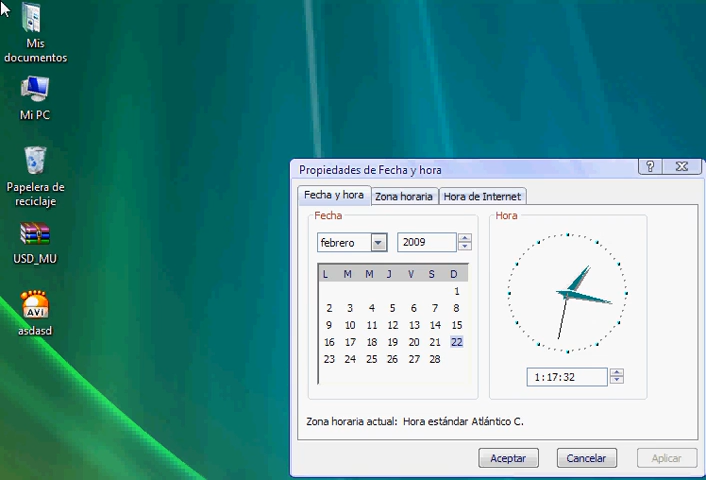 Mis
documentos
Mi PC
Papelera de
reciclaje
USD_MU
AVI
asdasd
Propiedades de Fecha y hora
Fecha y hora Zona horaria Hora de Internet
Fecha
febrero 2009
L M M J V S D
1
2 3 4 5 6 7 8
9 10 11 12 13 14 15
16 17 18 19 20 21 22
23 24 25 26 27 28
Hora
1:17:32
Zona horaria actual: Hora estándar Atlántico C.
Aceptar Cancelar Aplicar